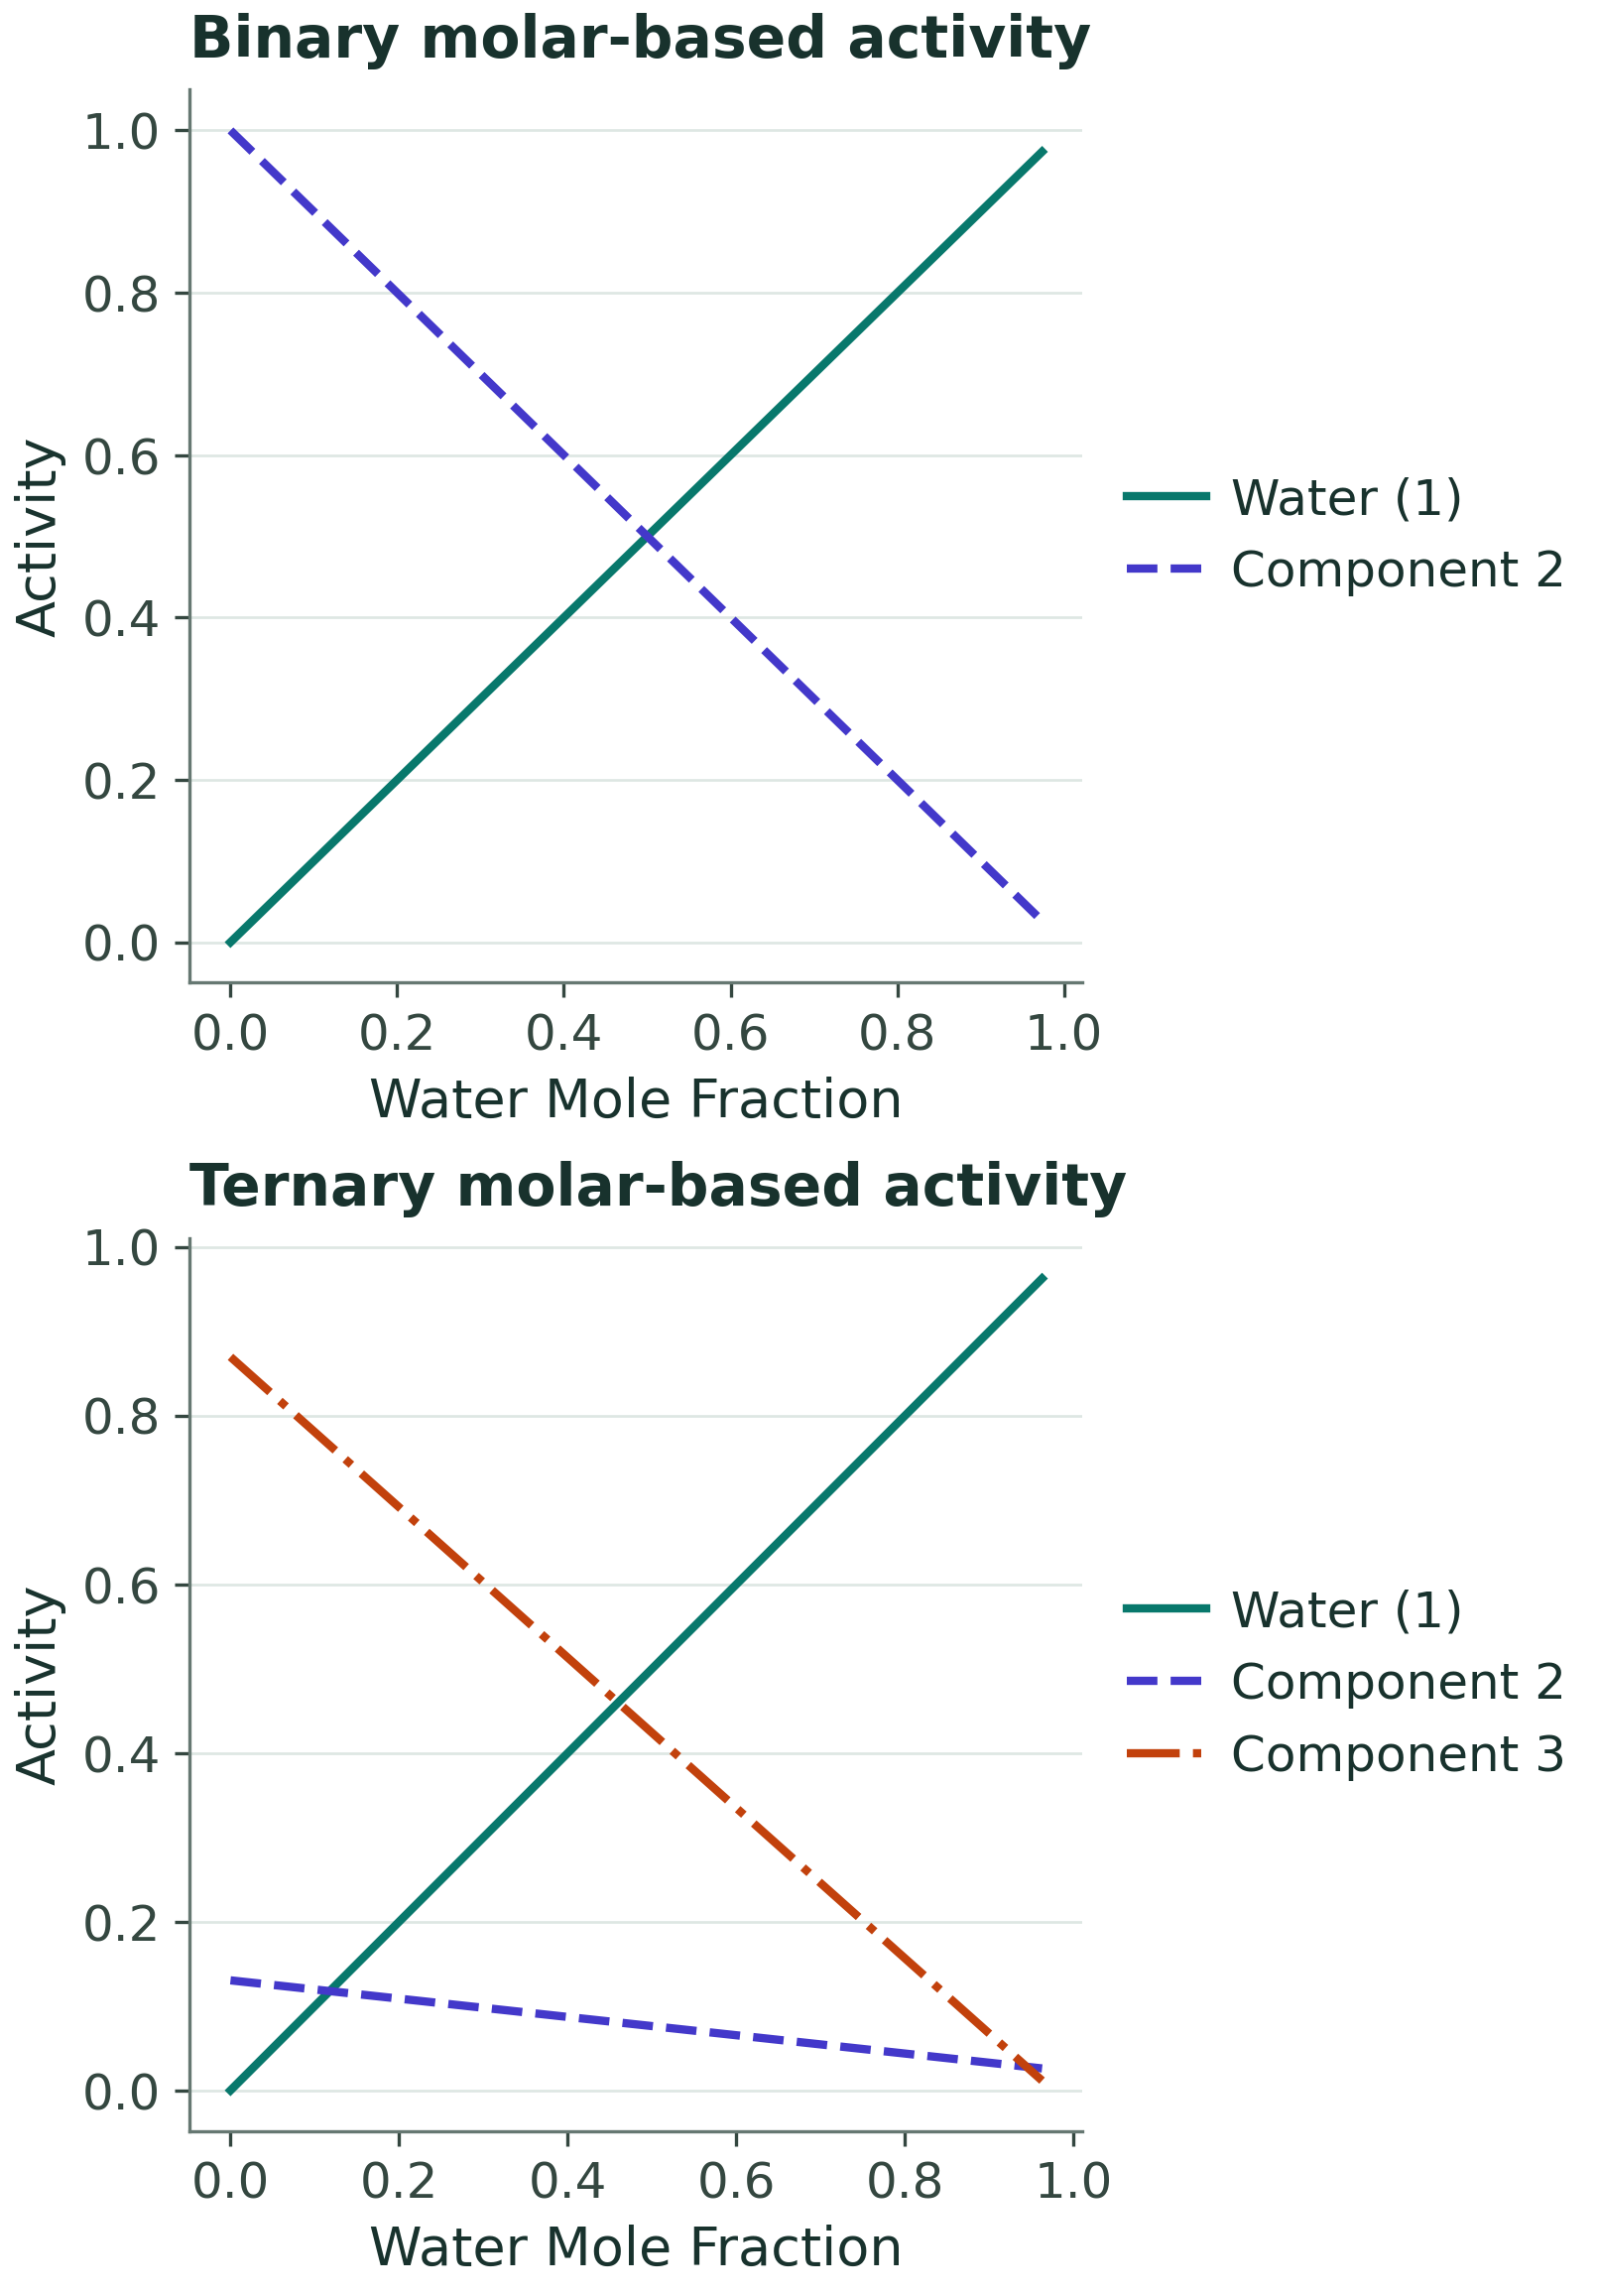 Binary molar-based activity
1.0
0.8
0.6
0.4
0.2
0.0
Activity
0.0 0.2 0.4 0.6 0.8 1.0
Water Mole Fraction
Water (1)
Component 2
Ternary molar-based activity
1.0
0.8
0.6
0.4
0.2
0.0
Activity
0.0 0.2 0.4 0.6 0.8 1.0
Water Mole Fraction
Water (1)
Component 2
Component 3